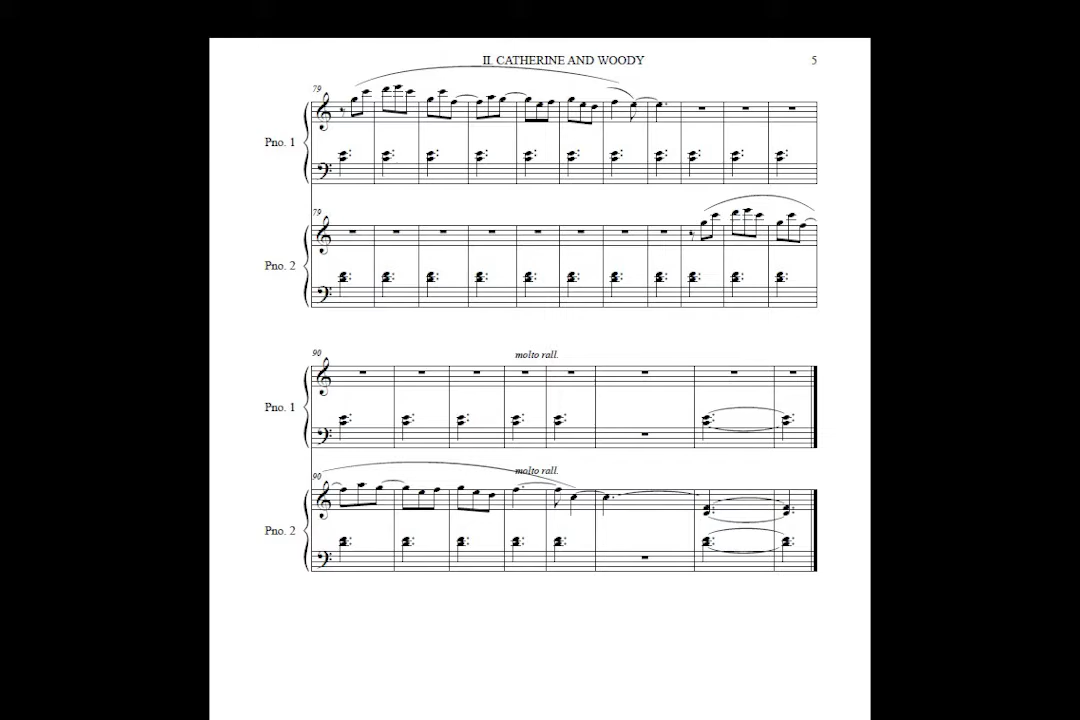 II. CATHERINE AND WOODY
5
79
Pno. 1
79
Pno. 2
90
molto rall.
Pno. 1
90
molto rall.
Pno. 2